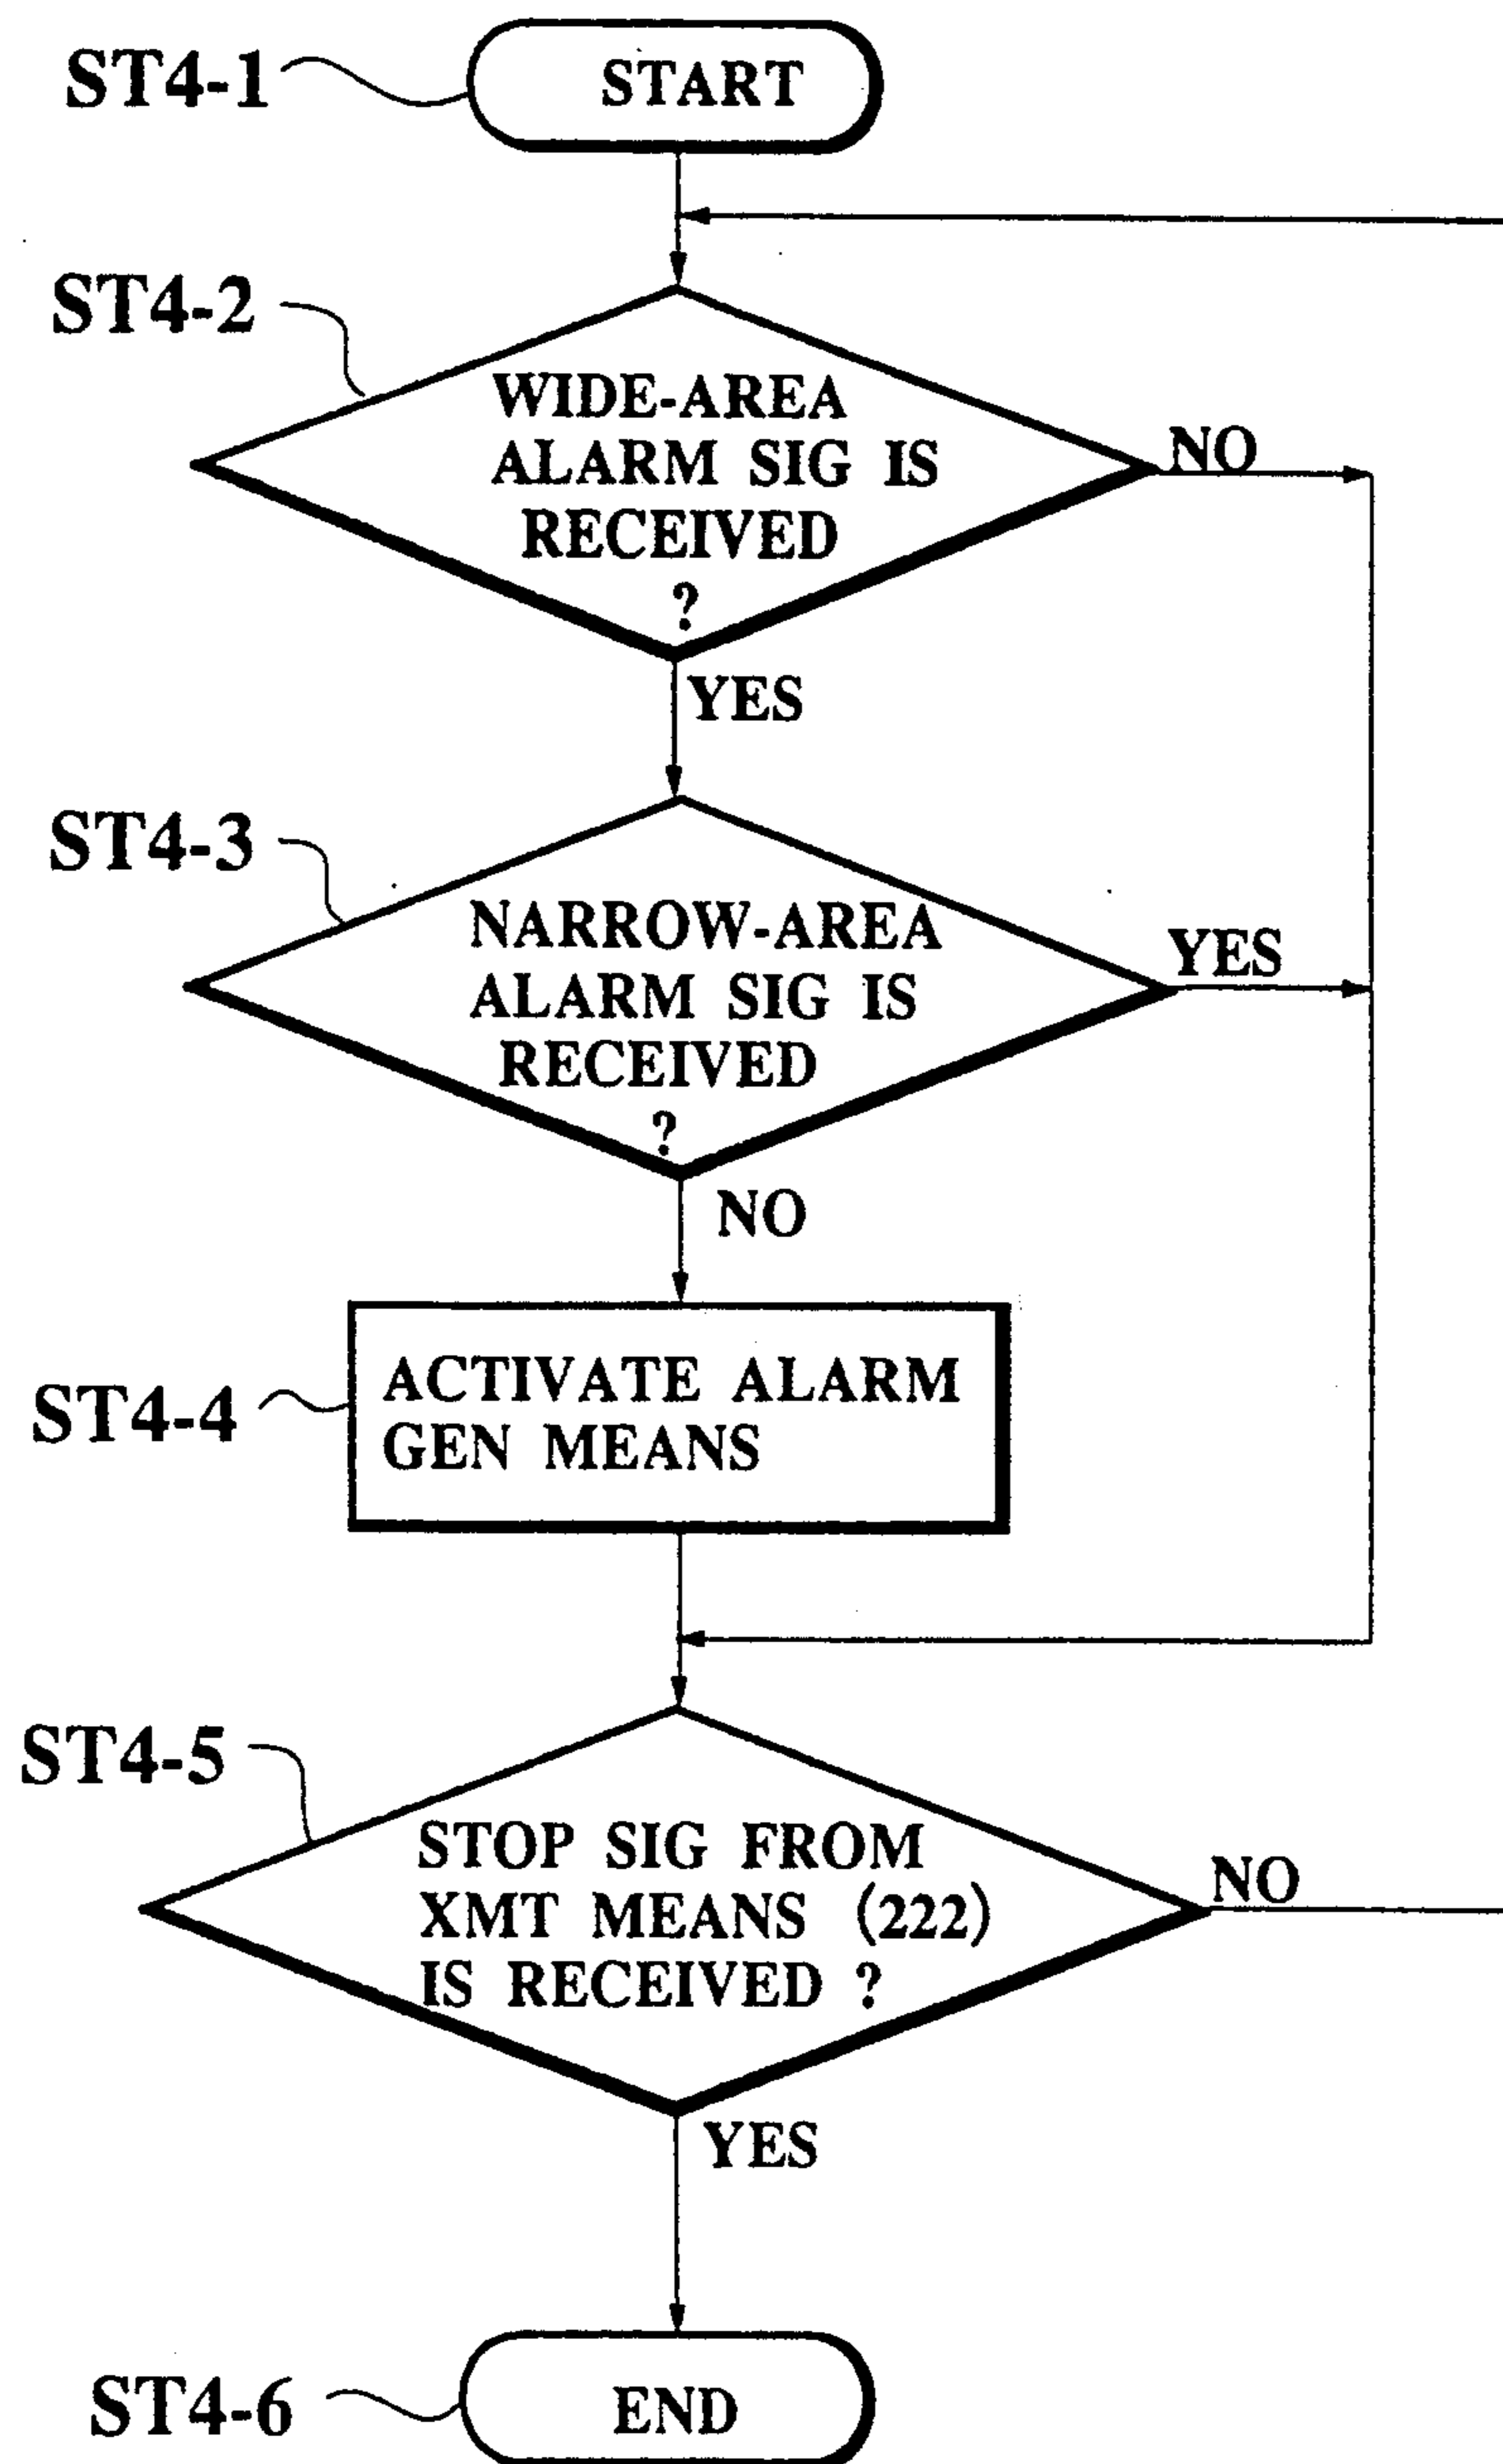 ST4-1
START
ST4-2
WIDE-AREA
ALARM SIG IS
RECEIVED
?
NO
YES
ST4-3
NARROW-AREA
ALARM SIG IS
RECEIVED
?
YES
NO
ST4-4
ACTIVATE ALARM
GEN MEANS
ST4-5
STOP SIG FROM
XMT MEANS (222)
IS RECEIVED ?
NO
YES
ST4-6
END